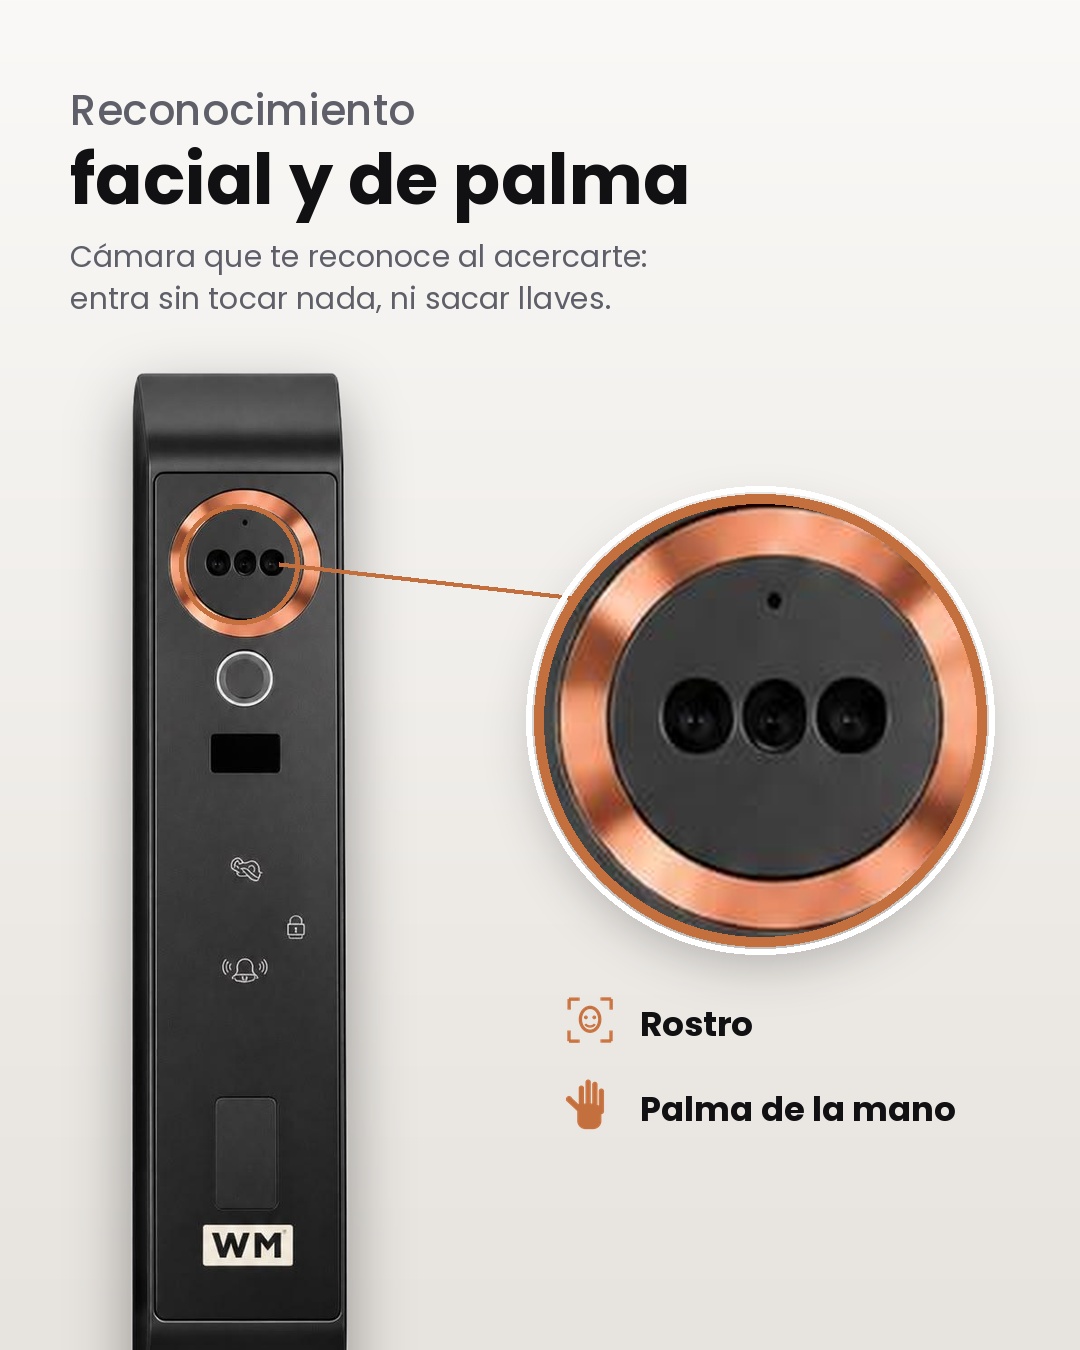 Reconocimiento
facial y de palma
Cámara que te reconoce al acercarte:
entra sin tocar nada, ni sacar llaves.
WM
Rostro
Palma de la mano